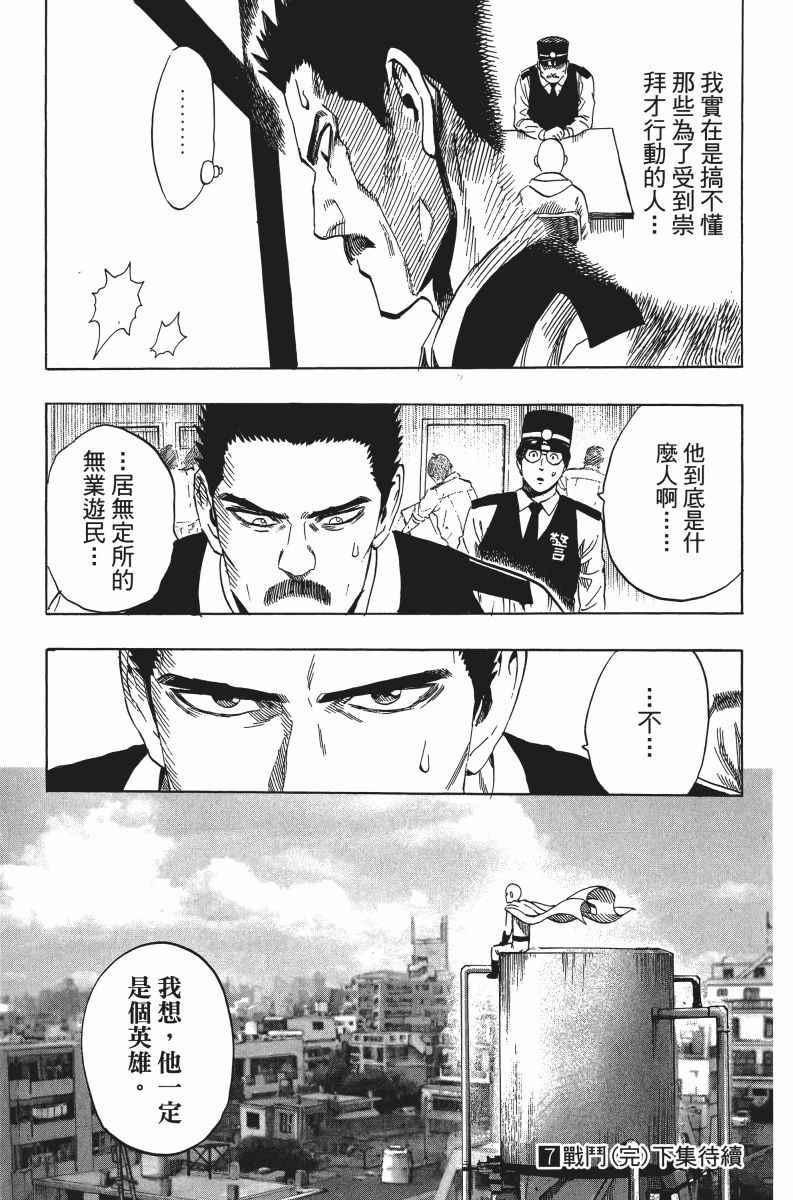 我實在是搞不懂
那些為了受到崇
拜才行動的人…
………
他到底是什
麼人啊……
警
…居無定所的
無業遊民…
…不…
我想，他一定
是個英雄。
7 戰鬥(完) 下集待續